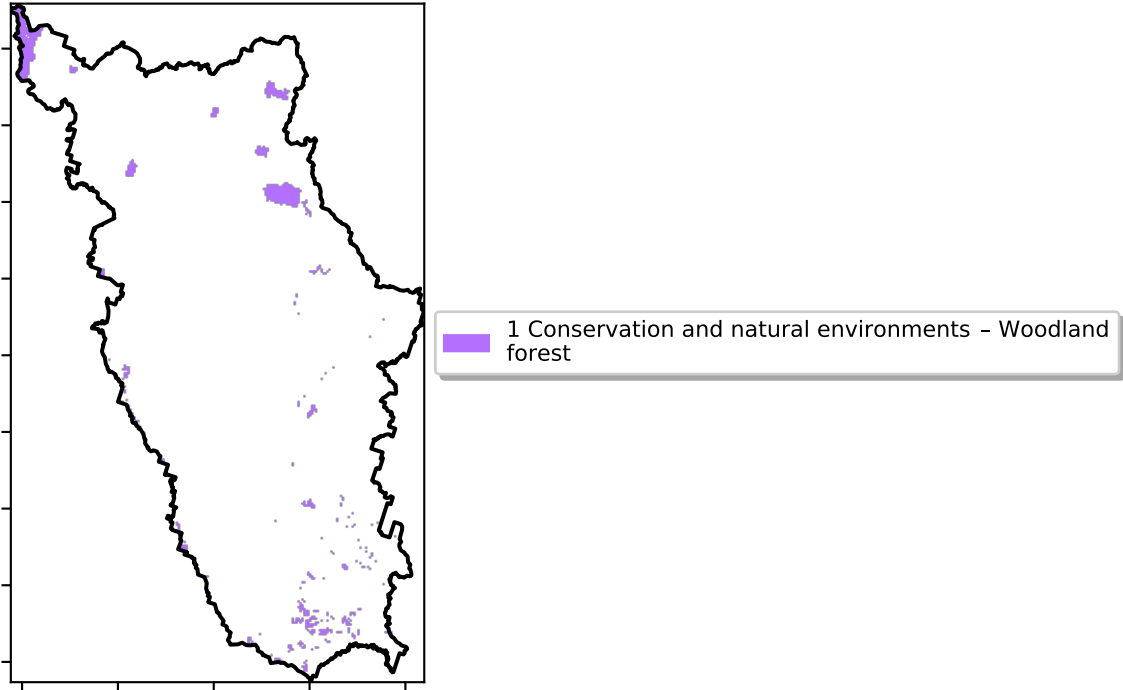 1 Conservation and natural environments – Woodland
forest